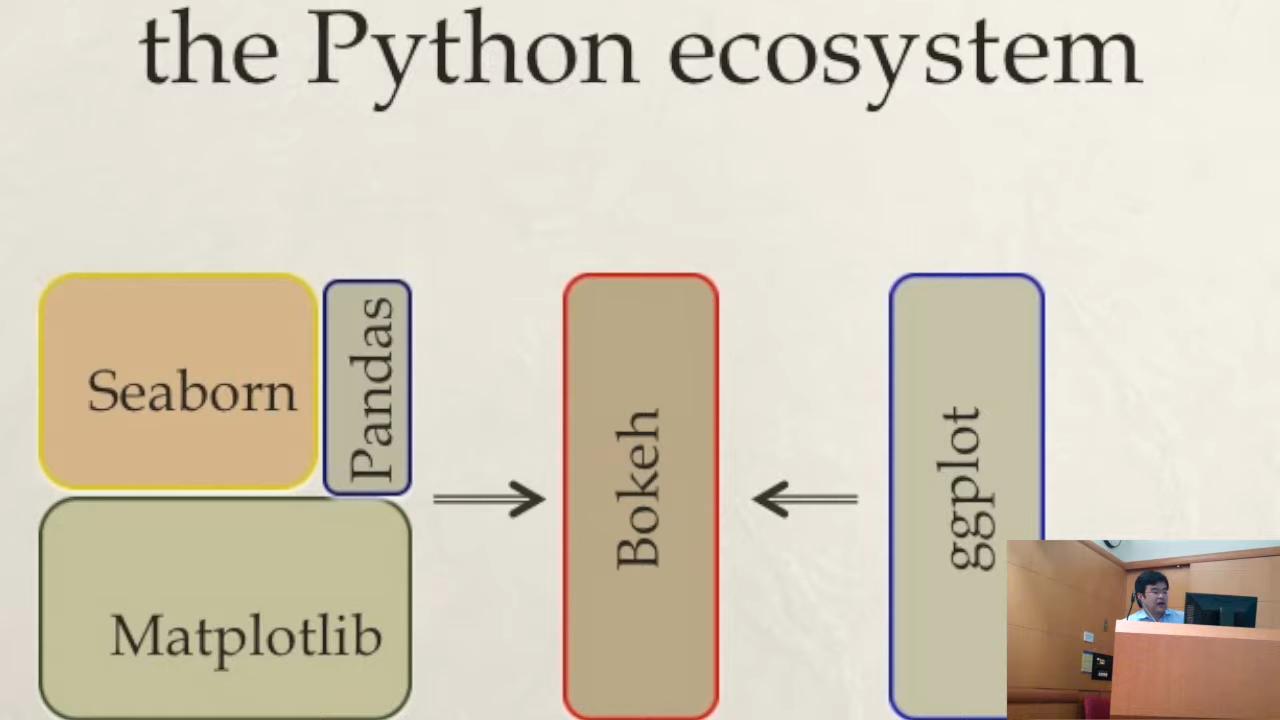 the Python ecosystem
Seaborn
Pandas
Matplotlib
Bokeh
ggplot